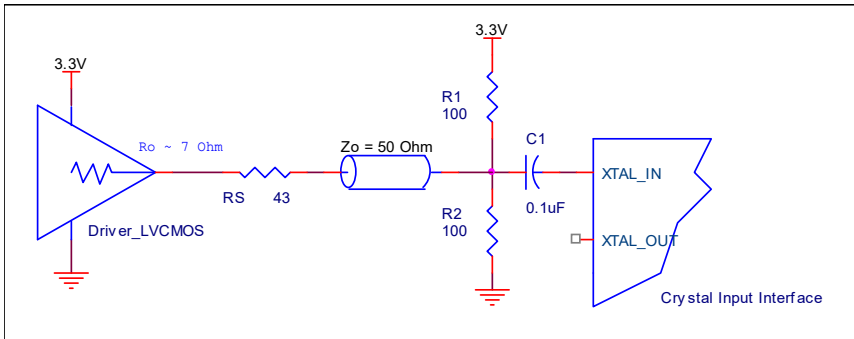 3.3V
3.3V
R1
100
Ro ~ 7 Ohm
Zo = 50 Ohm
C1
RS 43
XTAL_IN
0.1uF
R2
100
Driver_LVCMOS
XTAL_OUT
Crystal Input Interface